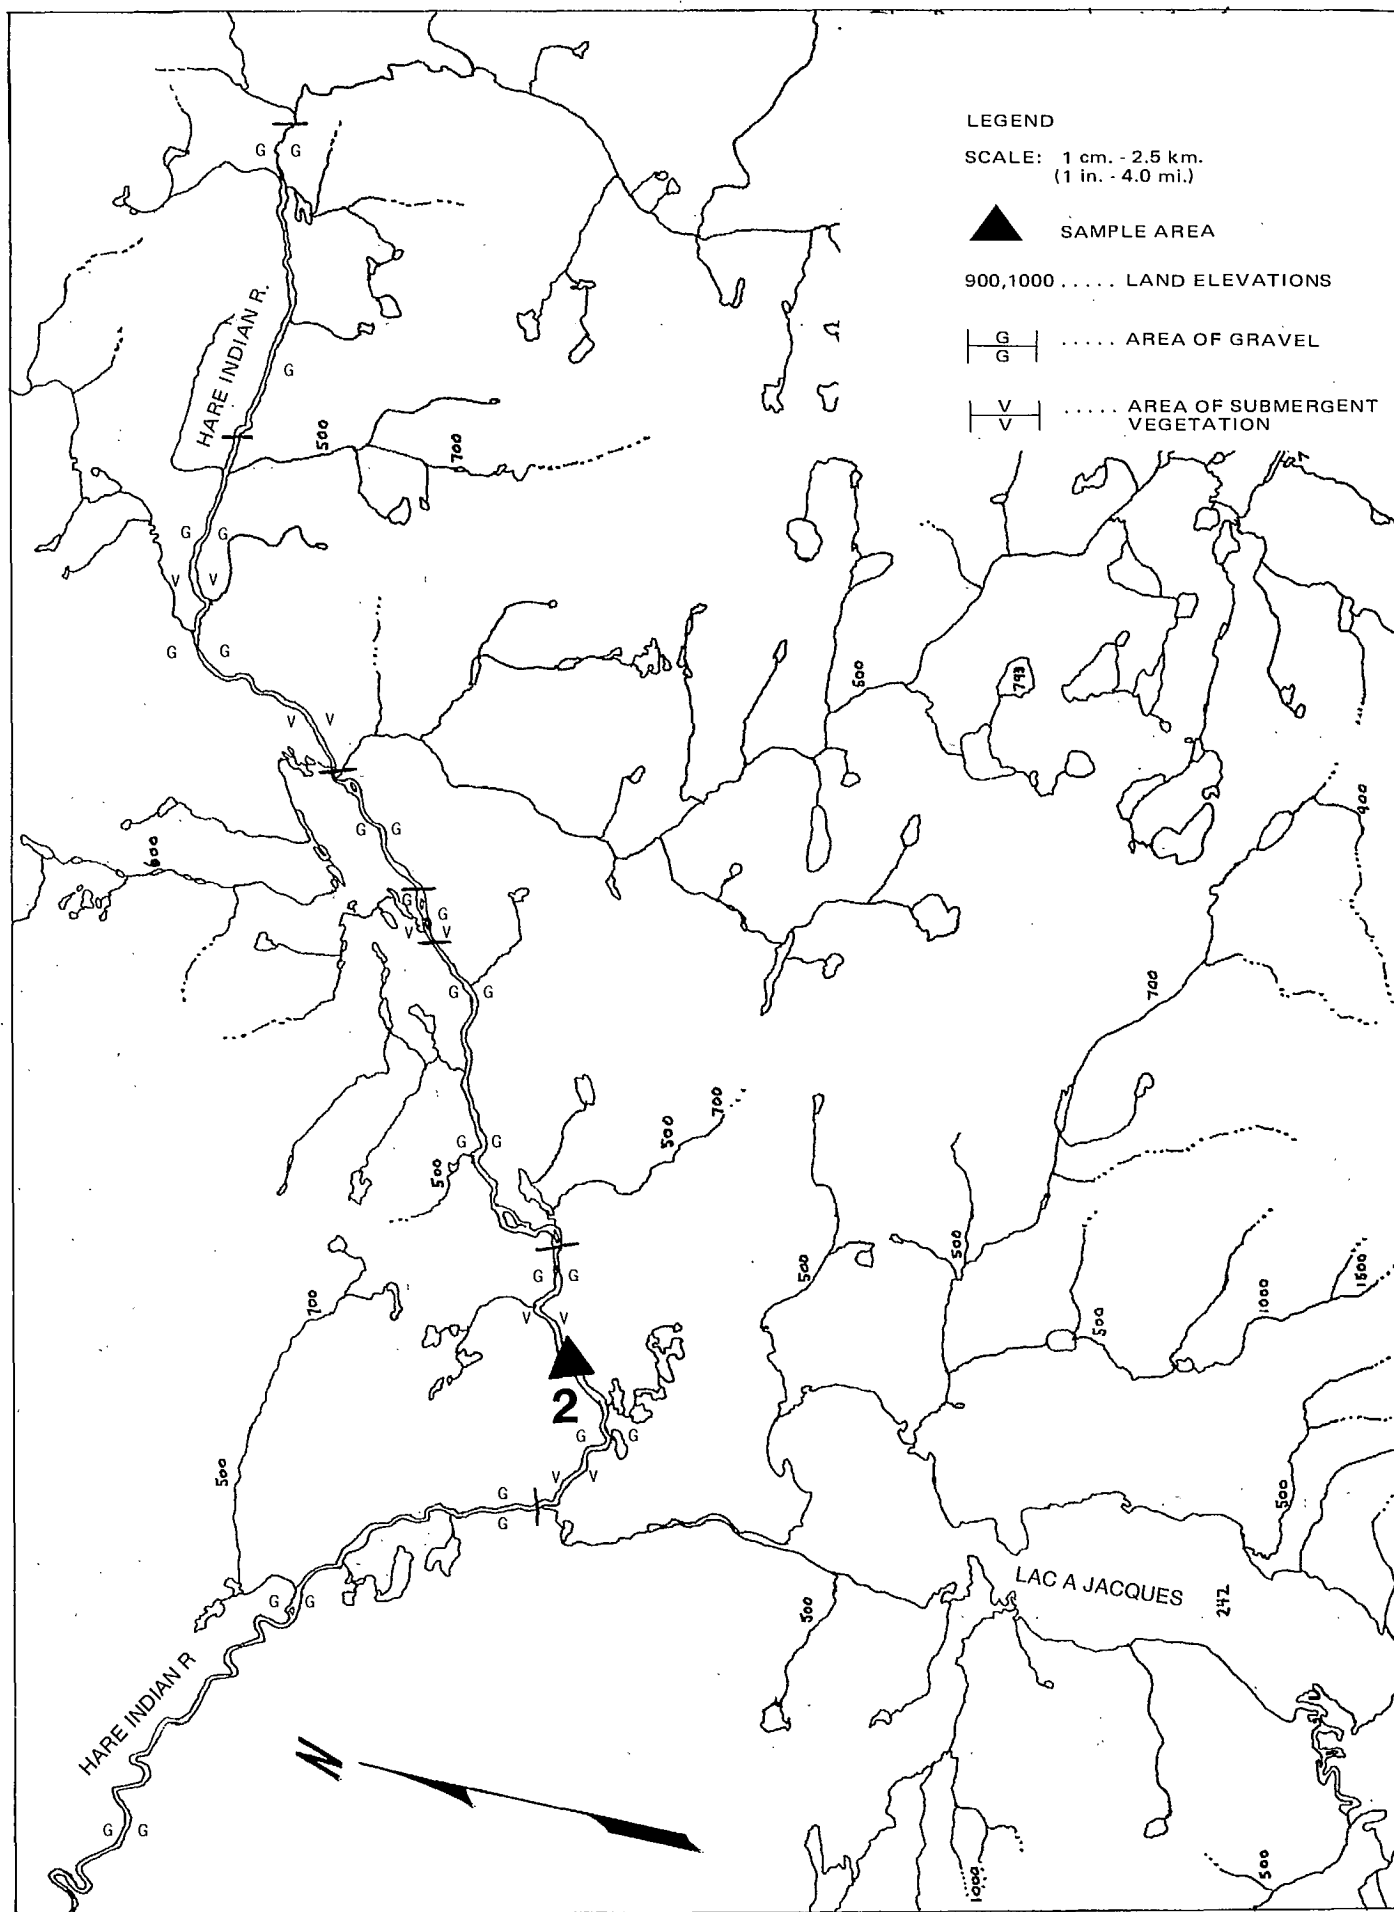 LEGEND
SCALE: 1 cm. - 2.5 km.
(1 in. - 4.0 mi.)
SAMPLE AREA
900,1000 ..... LAND ELEVATIONS
G
G
..... AREA OF GRAVEL
V
V
..... AREA OF SUBMERGENT
VEGETATION
G G
HARE INDIAN R.
G
500
700
G G
V V
G G
500
793
V V
900
G G
600
G
G
V V
G G
700
G G
500
500
700
500
500
G G
1500
1000
700
V V
500
2
G G
500
V V
500
G
G
LAC A JACQUES
242
500
G G
HARE INDIAN R
N
G G
1000
500